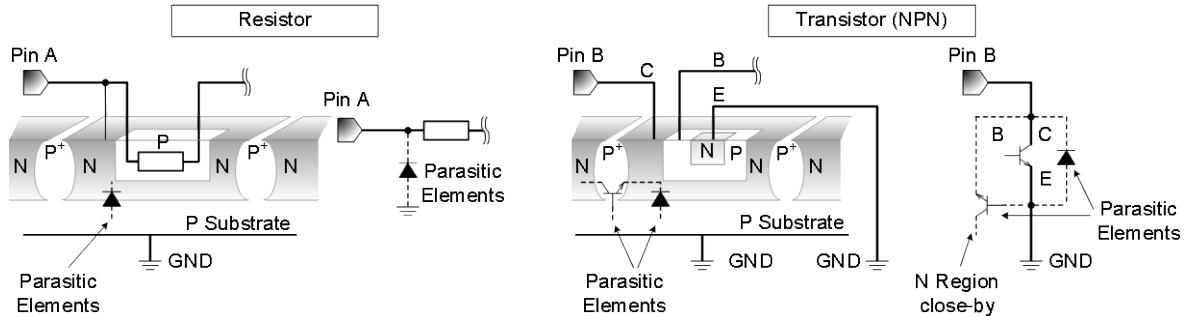 Resistor
Transistor (NPN)
Pin A
Pin B
Pin B
C
B
E
Pin A
N
P+
N
P
N
P+
N
N
P+
N
N
P
N
P+
N
B
C
E
Parasitic
Elements
P Substrate
GND
Parasitic
Elements
P Substrate
GND
GND
Parasitic
Elements
Parasitic
Elements
GND
N Region
close-by